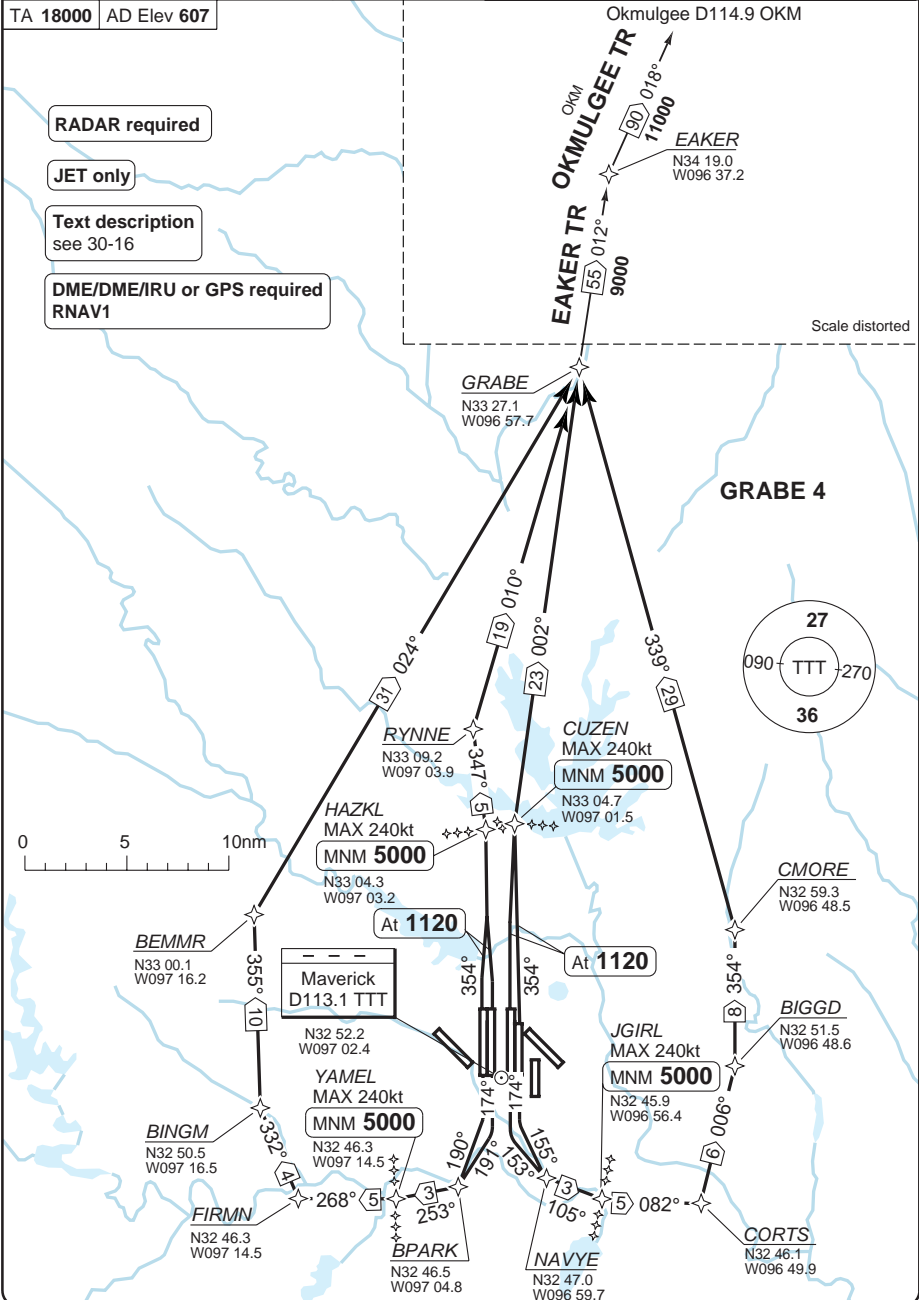 TA 18000 AD Elev 607
Okmulgee D114.9 OKM
RADAR required
JET only
Text description
see 30-16
DME/DME/IRU or GPS required
RNAV1
OKM
OKMULGEE TR
90 018°
11000
EAKER
N34 19.0
W096 37.2
EAKER TR
55 012°
9000
Scale distorted
GRABE
N33 27.1
W096 57.7
GRABE 4
27
090 TTT 270
36
31 024°
19 010°
23 002°
339° 29
RYNNE
N33 09.2
W097 03.9
347° 5
CUZEN
MAX 240kt
MNM 5000
N33 04.7
W097 01.5
HAZKL
MAX 240kt
MNM 5000
N33 04.3
W097 03.2
0 5 10nm
CMORE
N32 59.3
W096 48.5
At 1120
At 1120
354°
354°
BEMMR
N33 00.1
W097 16.2
355° 10
Maverick
D113.1 TTT
N32 52.2
W097 02.4
354° 8
BIGGD
N32 51.5
W096 48.6
JGIRL
MAX 240kt
MNM 5000
N32 45.9
W096 56.4
YAMEL
MAX 240kt
MNM 5000
N32 46.3
W097 14.5
174°
174°
BINGM
N32 50.5
W097 16.5
332° 4
190°
191°
155°
153°
6 006°
FIRMN
N32 46.3
W097 14.5
268° 5
3
253°
3
105°
5 082°
BPARK
N32 46.5
W097 04.8
NAVYE
N32 47.0
W096 59.7
CORTS
N32 46.1
W096 49.9